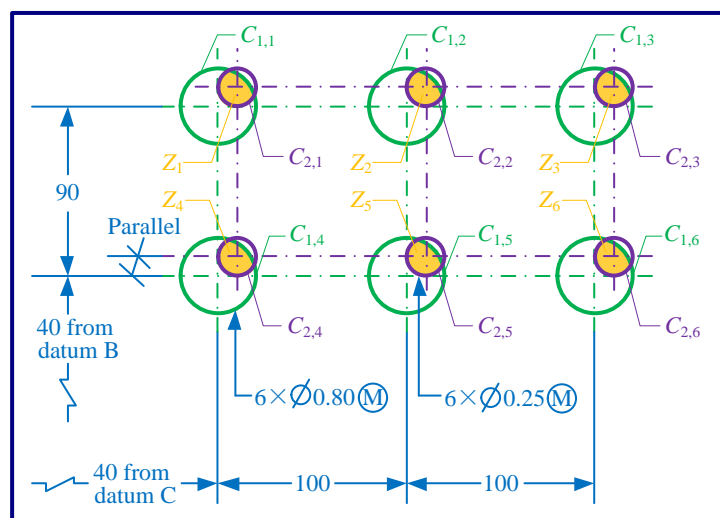 C1,1 C1,2 C1,3
Z1 C2,1 Z2 C2,2 Z3 C2,3
90
Z4 Z5 Z6
Parallel C1,4 C1,5 C1,6
40 from
datum B
C2,4 C2,5 C2,6
6×∅0.80Ⓜ 6×∅0.25Ⓜ
40 from
datum C
100 100